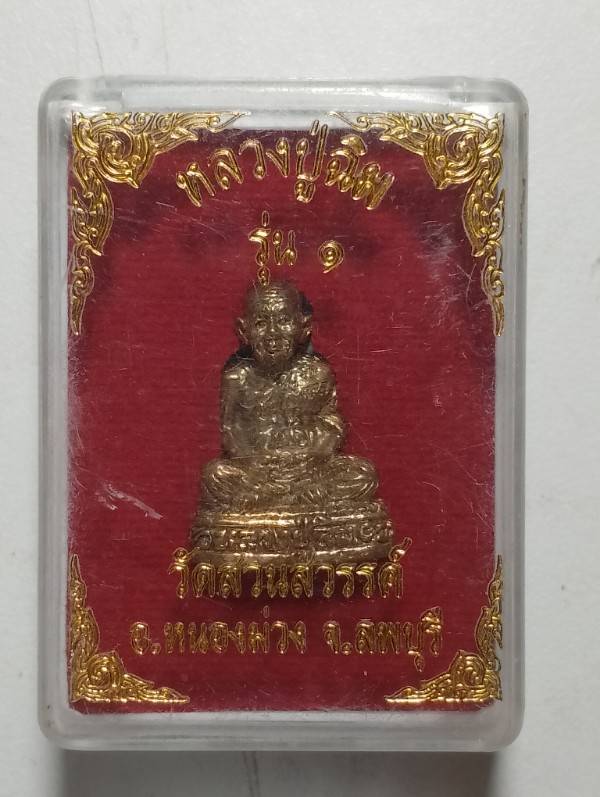 หลวงปู่ฉิม
รุ่น ๑
วัดสวนสวรรค์
อ.หนองม่วง จ.ลพบุรี